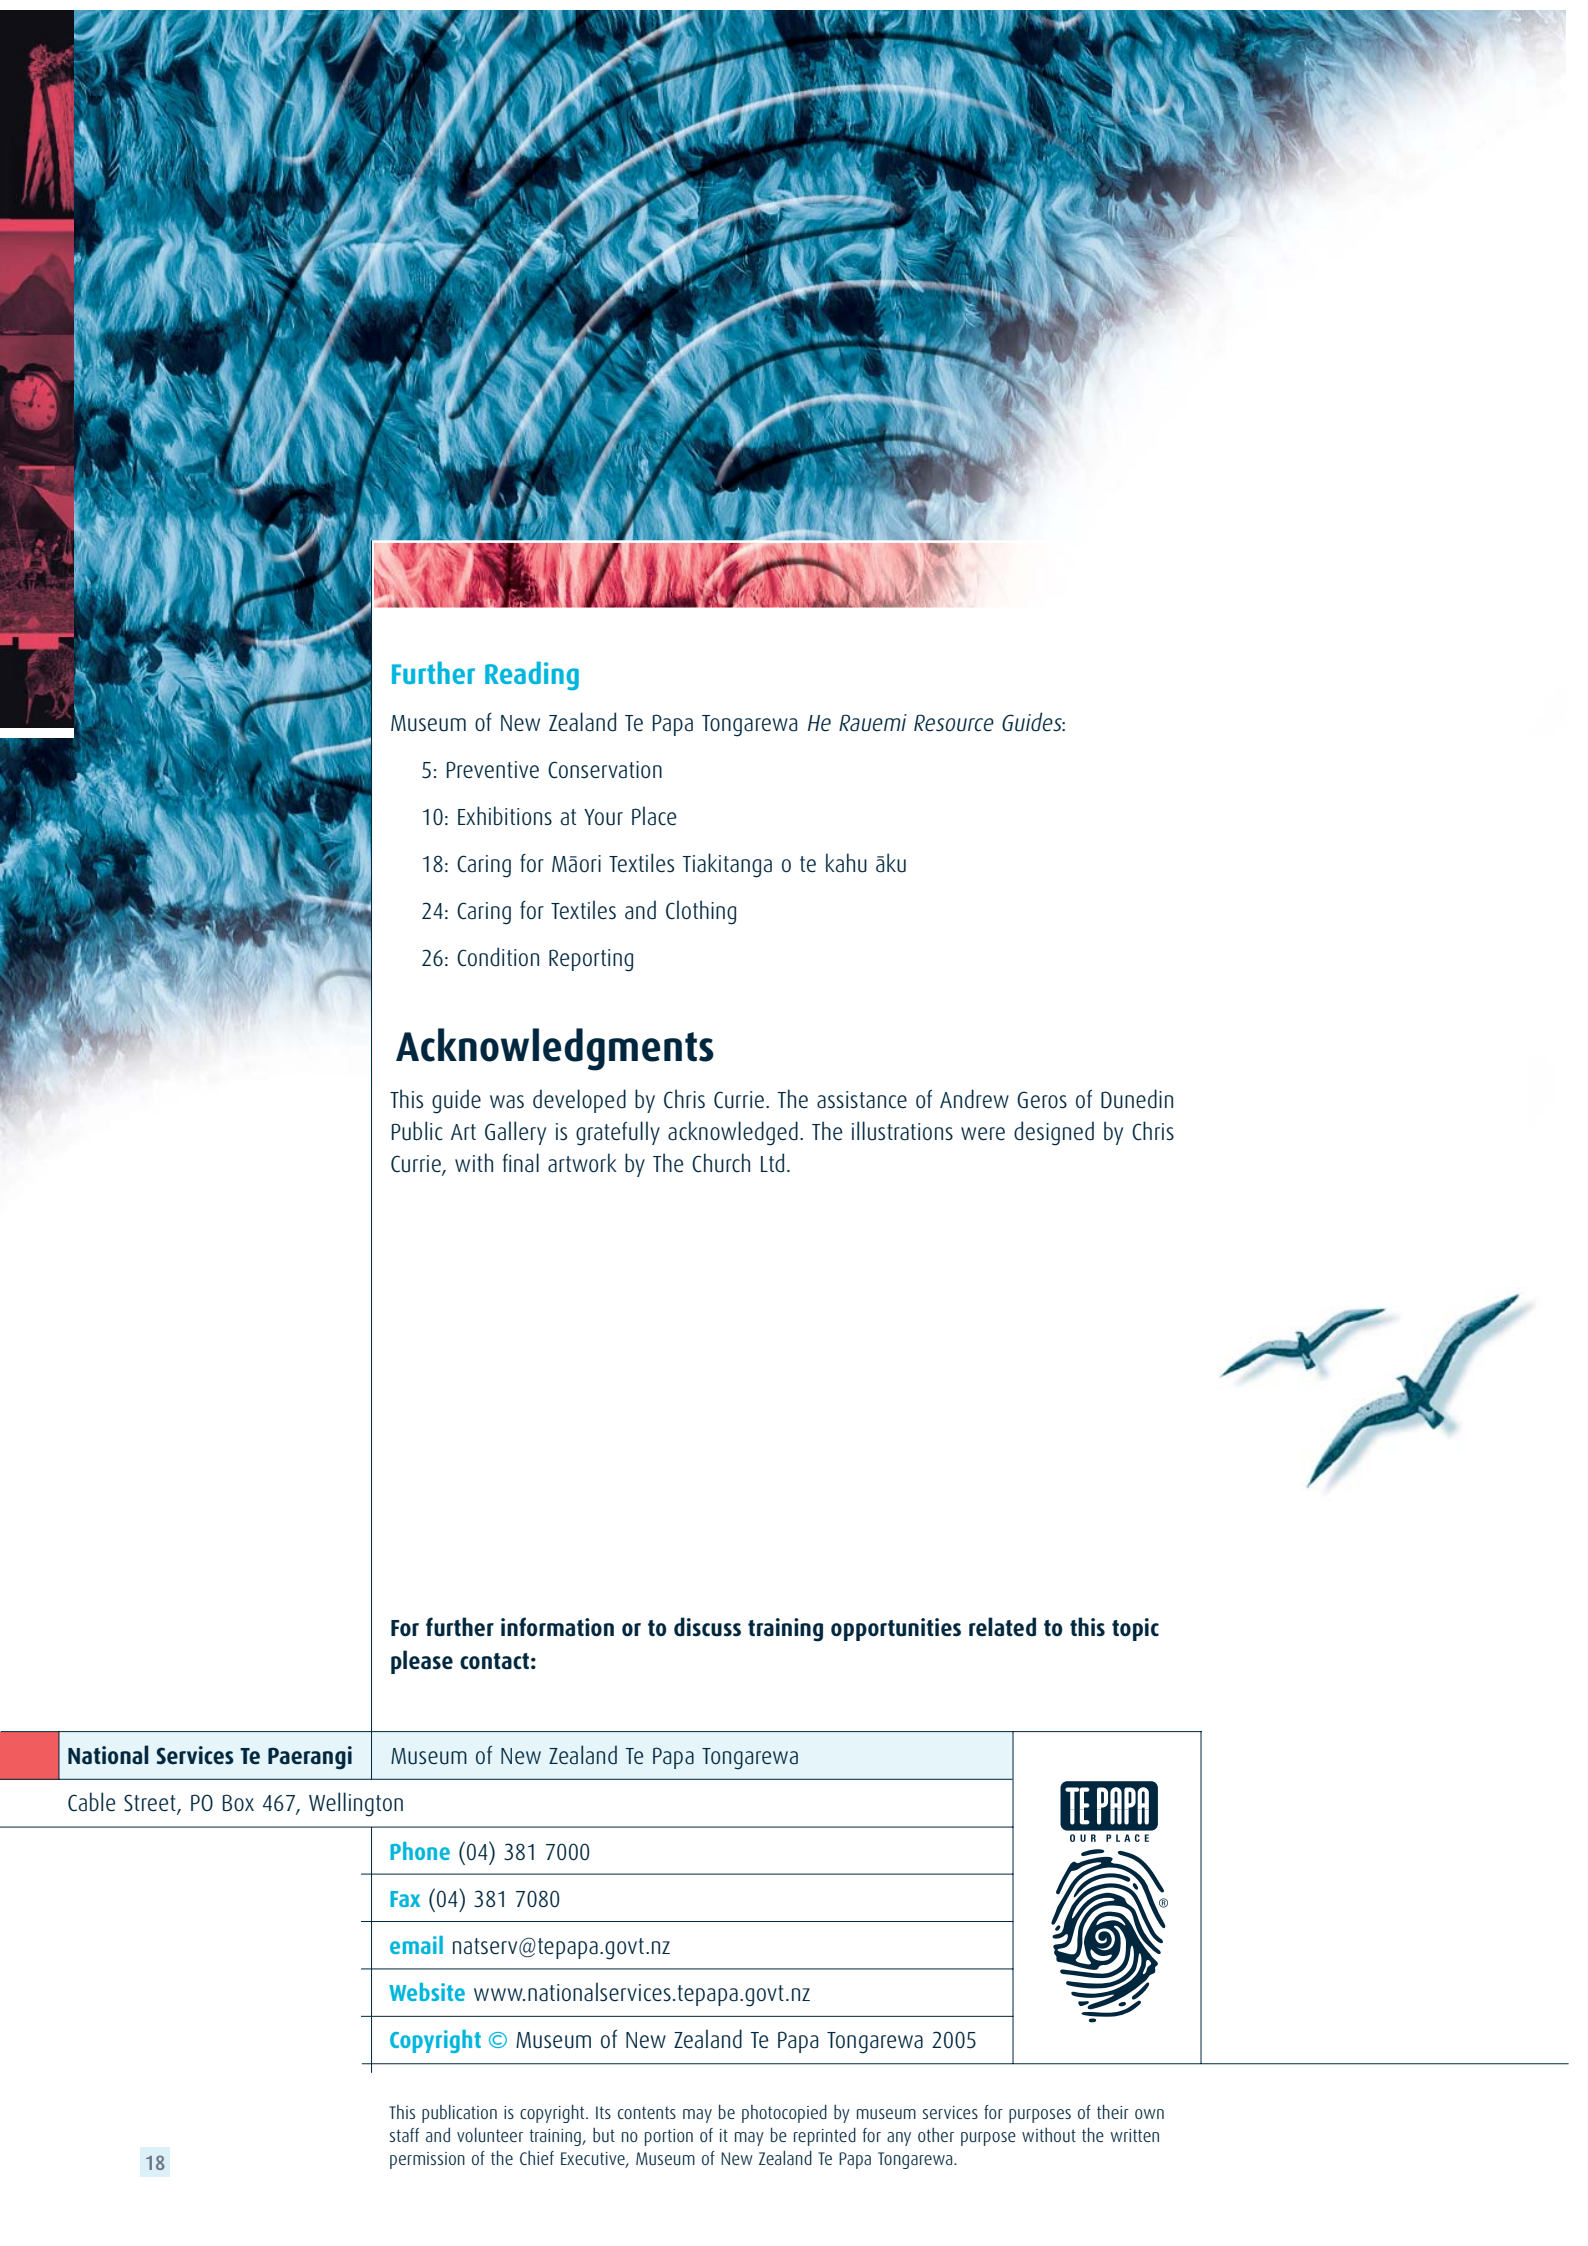 Further Reading
Museum of New Zealand Te Papa Tongarewa He Rauemi Resource Guides:
5: Preventive Conservation
10: Exhibitions at Your Place
18: Caring for Māori Textiles Tiakitanga o te kahu āku
24: Caring for Textiles and Clothing
26: Condition Reporting
Acknowledgments
This guide was developed by Chris Currie. The assistance of Andrew Geros of Dunedin
Public Art Gallery is gratefully acknowledged. The illustrations were designed by Chris
Currie, with final artwork by The Church Ltd.
For further information or to discuss training opportunities related to this topic
please contact:
National Services Te Paerangi Museum of New Zealand Te Papa Tongarewa
Cable Street, PO Box 467, Wellington
Phone (04) 381 7000
Fax (04) 381 7080
email natserv@tepapa.govt.nz
Website www.nationalservices.tepapa.govt.nz
Copyright © Museum of New Zealand Te Papa Tongarewa 2005
TE PAPA
OUR PLACE
®
This publication is copyright. Its contents may be photocopied by museum services for purposes of their own
staff and volunteer training, but no portion of it may be reprinted for any other purpose without the written
permission of the Chief Executive, Museum of New Zealand Te Papa Tongarewa.
18